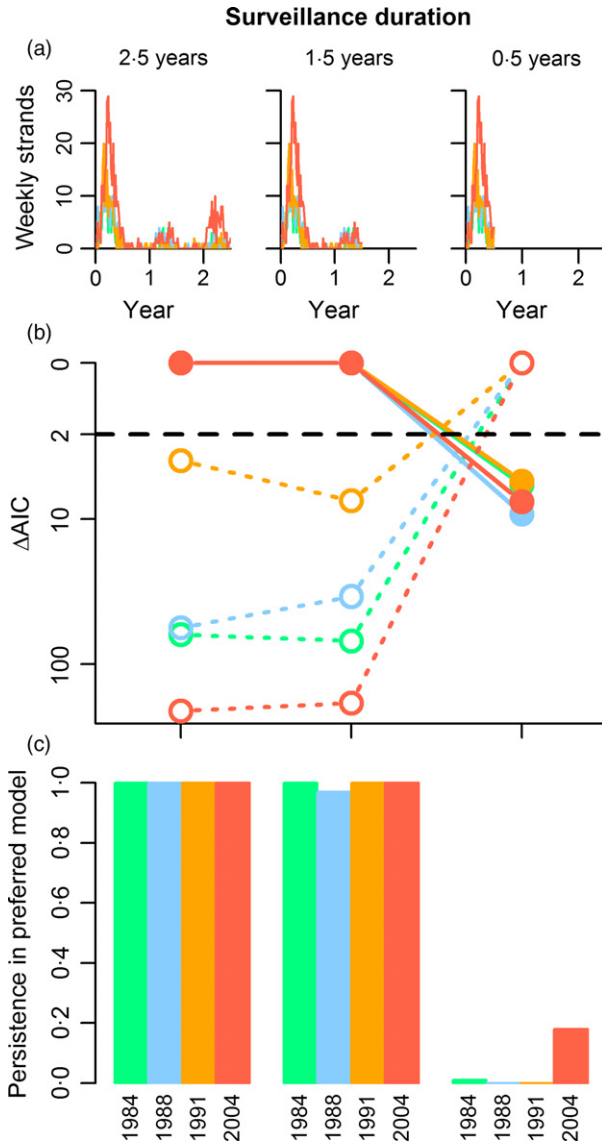 Surveillance duration
(a)
2·5 years 1·5 years 0·5 years
Weekly strands
30
20
10
0
0 1 2 0 1 2 0 1 2
Year Year Year
(b)
ΔAIC
0
2
10
100
(c)
Persistence in preferred model
1·0
0·8
0·6
0·4
0·2
0·0
1984 1988 1991 2004 1984 1988 1991 2004 1984 1988 1991 2004